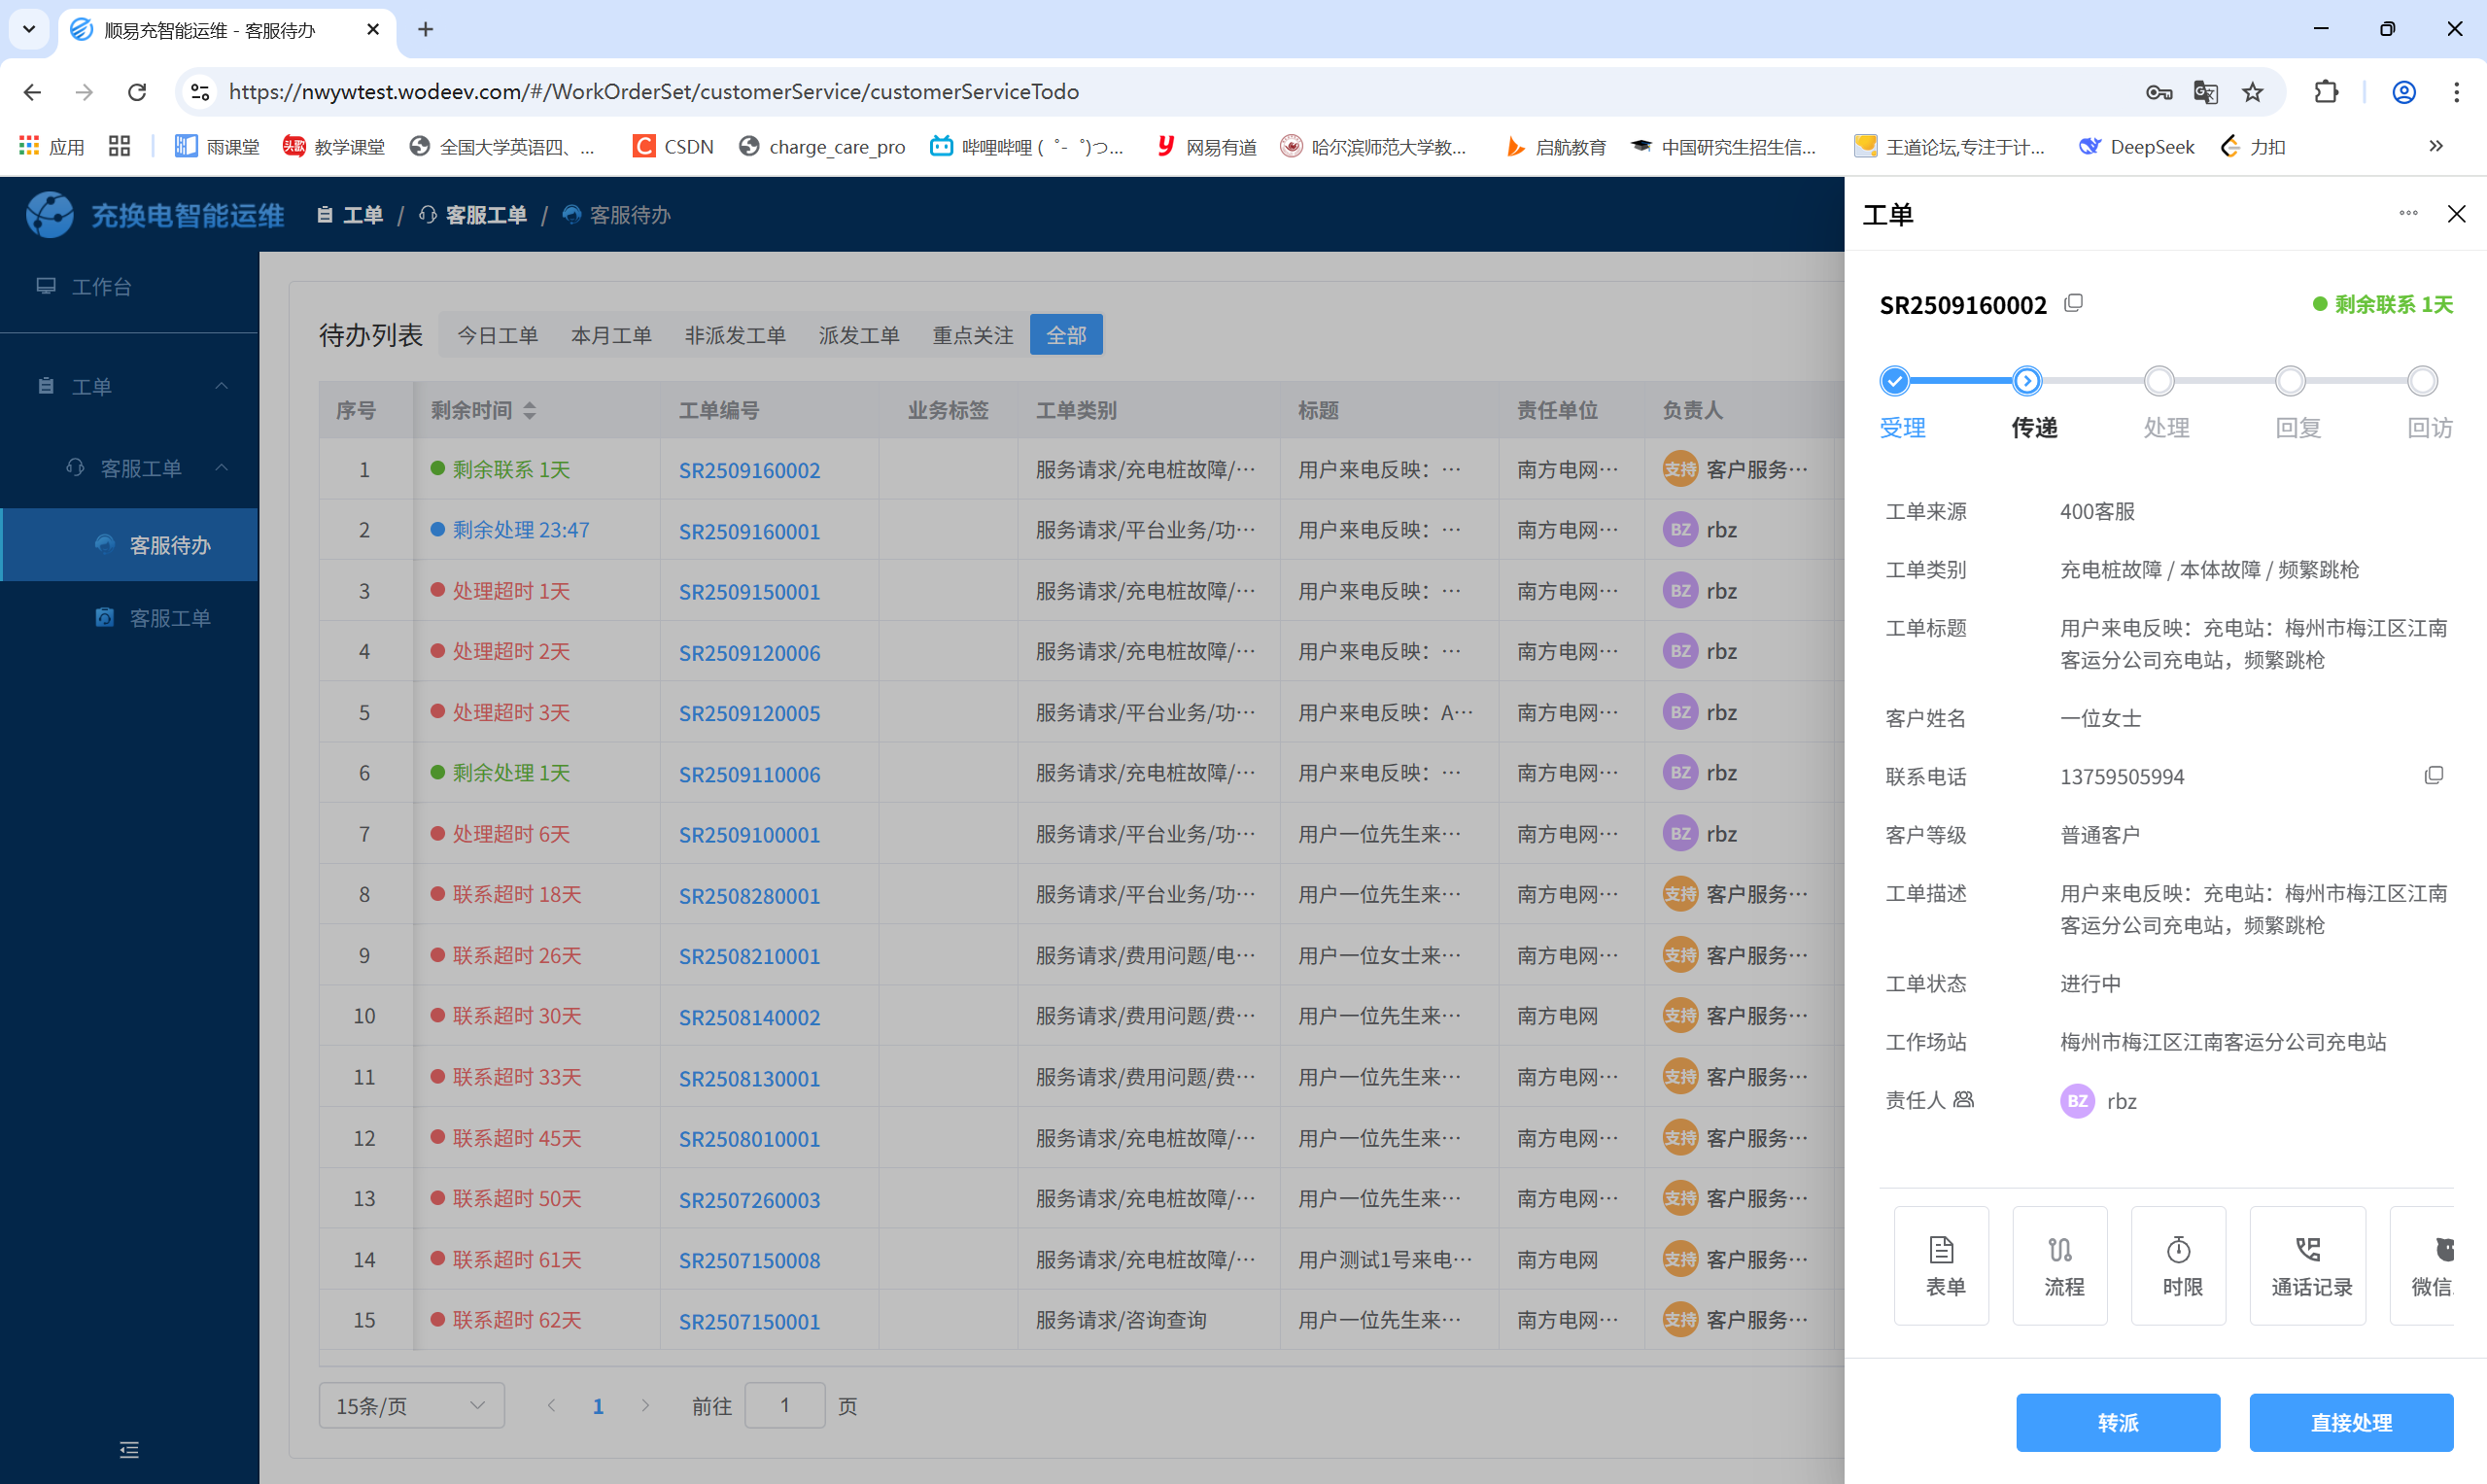 顺易充智能运维 - 客服待办
https://nwywtest.wodeev.com/#/WorkOrderSet/customerService/customerServiceTodo
应用
雨课堂
教学课堂
全国大学英语四、...
CSDN
charge_care_pro
哔哩哔哩 (゜-゜)つ...
网易有道
哈尔滨师范大学教...
启航教育
中国研究生招生信...
王道论坛,专注于计...
DeepSeek
力扣
充换电智能运维
工单 / 客服工单 / 客服待办
工作台
工单
客服工单
客服待办
客服工单
待办列表 今日工单 本月工单 非派发工单 派发工单 重点关注 全部
序号 剩余时间 工单编号 业务标签 工单类别 标题 责任单位 负责人
1 剩余联系 1天 SR2509160002 服务请求/充电桩故障/… 用户来电反映：… 南方电网… 支持 客户服务…
2 剩余处理 23:47 SR2509160001 服务请求/平台业务/功… 用户来电反映：… 南方电网… BZ rbz
3 处理超时 1天 SR2509150001 服务请求/充电桩故障/… 用户来电反映：… 南方电网… BZ rbz
4 处理超时 2天 SR2509120006 服务请求/充电桩故障/… 用户来电反映：… 南方电网… BZ rbz
5 处理超时 3天 SR2509120005 服务请求/平台业务/功… 用户来电反映：A… 南方电网… BZ rbz
6 剩余处理 1天 SR2509110006 服务请求/充电桩故障/… 用户来电反映：… 南方电网… BZ rbz
7 处理超时 6天 SR2509100001 服务请求/平台业务/功… 用户一位先生来… 南方电网… BZ rbz
8 联系超时 18天 SR2508280001 服务请求/平台业务/功… 用户一位先生来… 南方电网… 支持 客户服务…
9 联系超时 26天 SR2508210001 服务请求/费用问题/电… 用户一位女士来… 南方电网… 支持 客户服务…
10 联系超时 30天 SR2508140002 服务请求/费用问题/费… 用户一位先生来… 南方电网 支持 客户服务…
11 联系超时 33天 SR2508130001 服务请求/费用问题/费… 用户一位先生来… 南方电网… 支持 客户服务…
12 联系超时 45天 SR2508010001 服务请求/充电桩故障/… 用户一位先生来… 南方电网… 支持 客户服务…
13 联系超时 50天 SR2507260003 服务请求/充电桩故障/… 用户一位先生来… 南方电网… 支持 客户服务…
14 联系超时 61天 SR2507150008 服务请求/充电桩故障/… 用户测试1号来电… 南方电网 支持 客户服务…
15 联系超时 62天 SR2507150001 服务请求/咨询查询 用户一位先生来… 南方电网… 支持 客户服务…
15条/页 1 前往 1 页
工单
SR2509160002 剩余联系 1天
受理 传递 处理 回复 回访
工单来源 400客服
工单类别 充电桩故障 / 本体故障 / 频繁跳枪
工单标题 用户来电反映：充电站：梅州市梅江区江南
客运分公司充电站，频繁跳枪
客户姓名 一位女士
联系电话 13759505994
客户等级 普通客户
工单描述 用户来电反映：充电站：梅州市梅江区江南
客运分公司充电站，频繁跳枪
工单状态 进行中
工作场站 梅州市梅江区江南客运分公司充电站
责任人 BZ rbz
表单 流程 时限 通话记录 微信
转派 直接处理